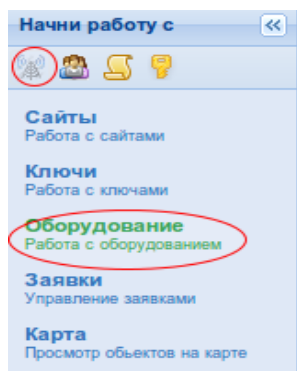 Начни работу с
Сайты
Работа с сайтами
Ключи
Работа с ключами
Оборудование
Работа с оборудованием
Заявки
Управление заявками
Карта
Просмотр объектов на карте